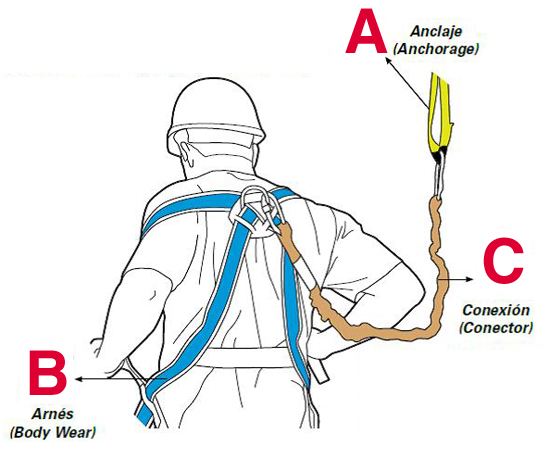 A
Anclaje
(Anchorage)
C
Conexión
(Conector)
B
Arnés
(Body Wear)